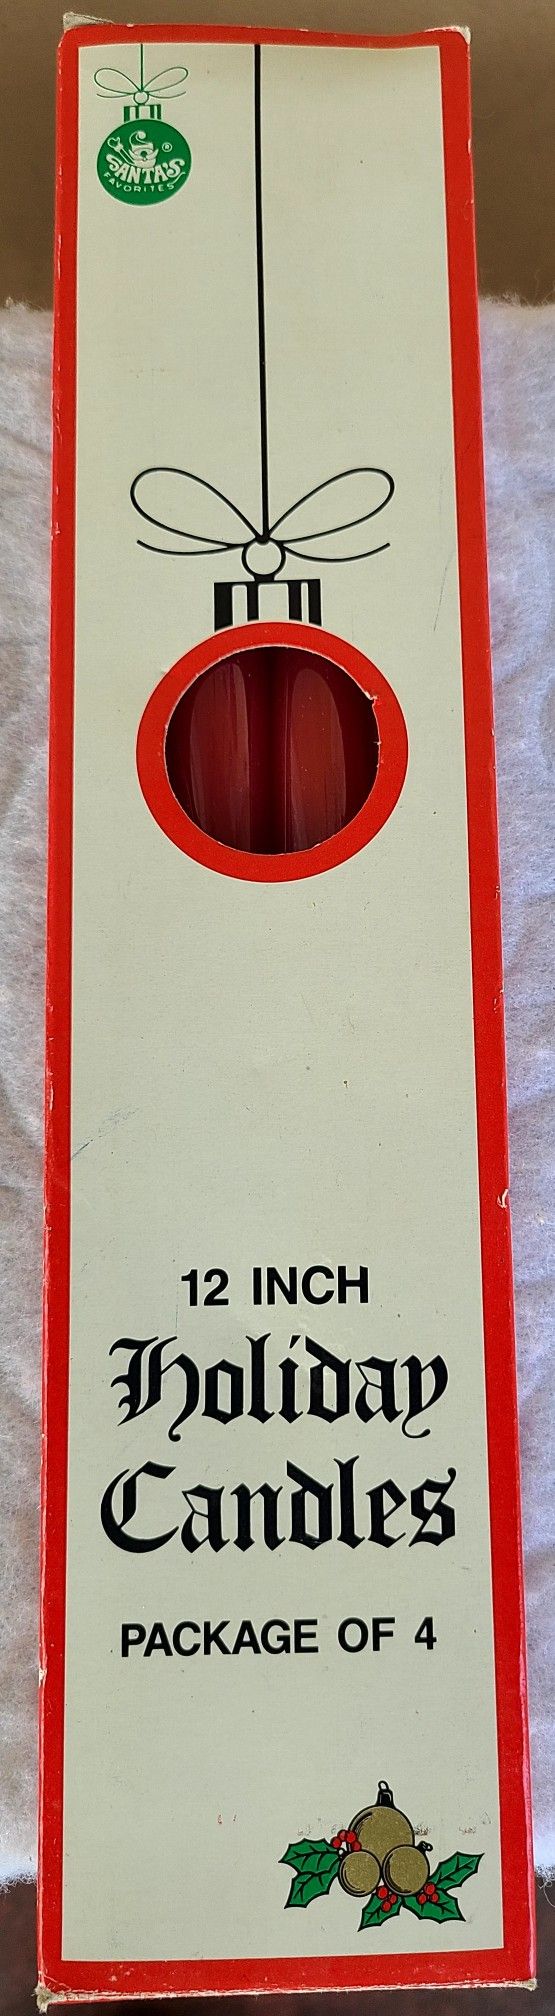 SANTA'S ®
FAVORITES
12 INCH
Holiday
Candles
PACKAGE OF 4